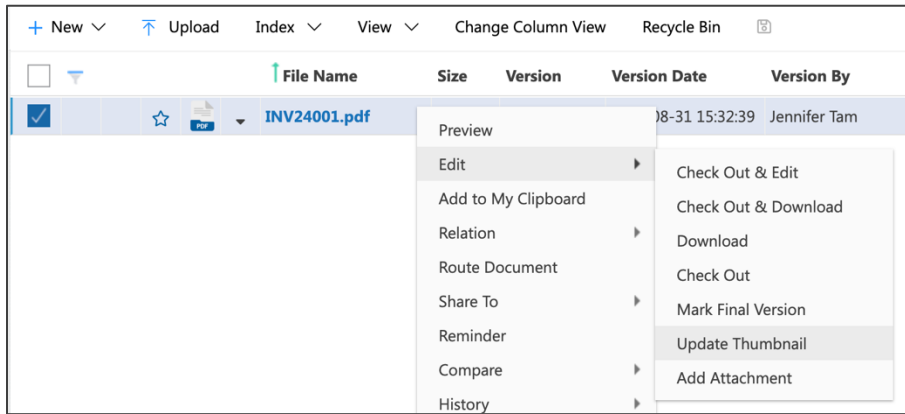 + New Upload Index View Change Column View Recycle Bin
File Name Size Version Version Date Version By
PDF INV24001.pdf 08-31 15:32:39 Jennifer Tam
Preview
Edit
Add to My Clipboard
Relation
Route Document
Share To
Reminder
Compare
History
Check Out & Edit
Check Out & Download
Download
Check Out
Mark Final Version
Update Thumbnail
Add Attachment